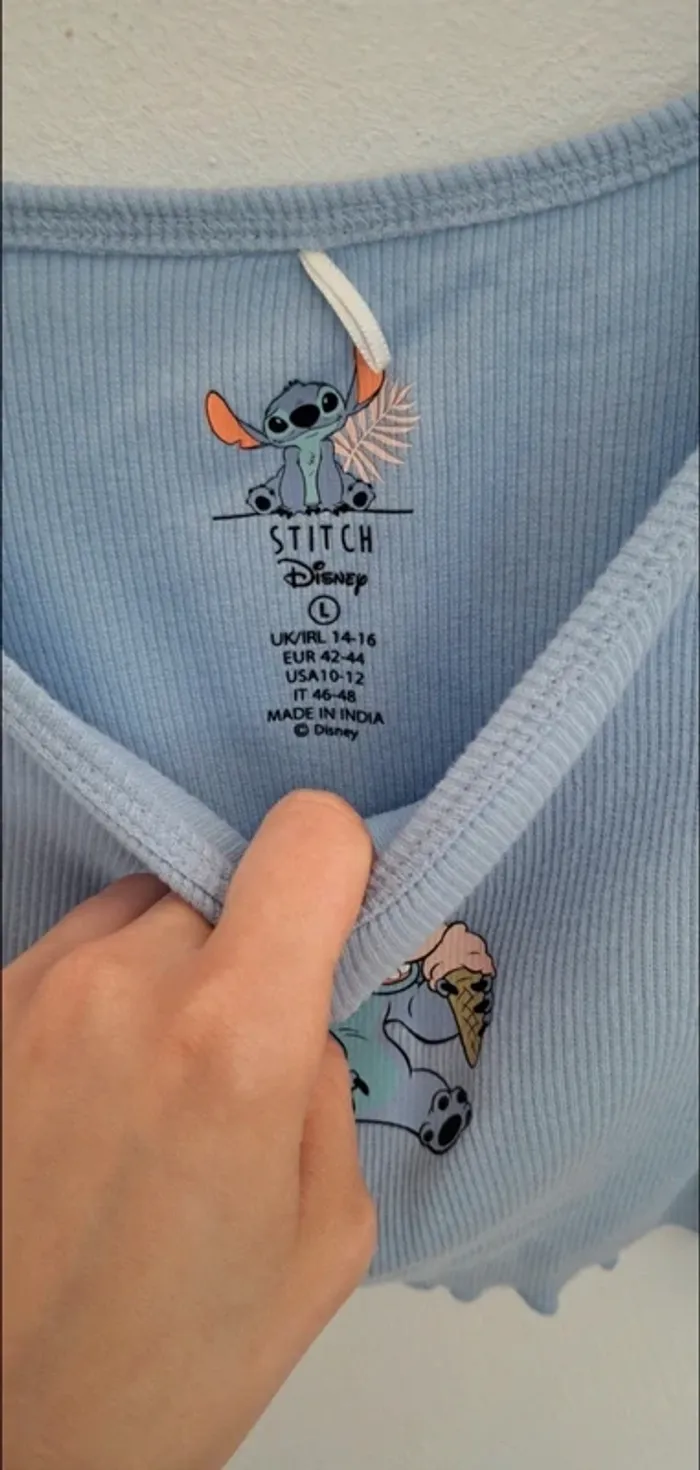 STITCH
Disney
L
UK/IRL 14-16
EUR 42-44
USA10-12
IT 46-48
MADE IN INDIA
© Disney